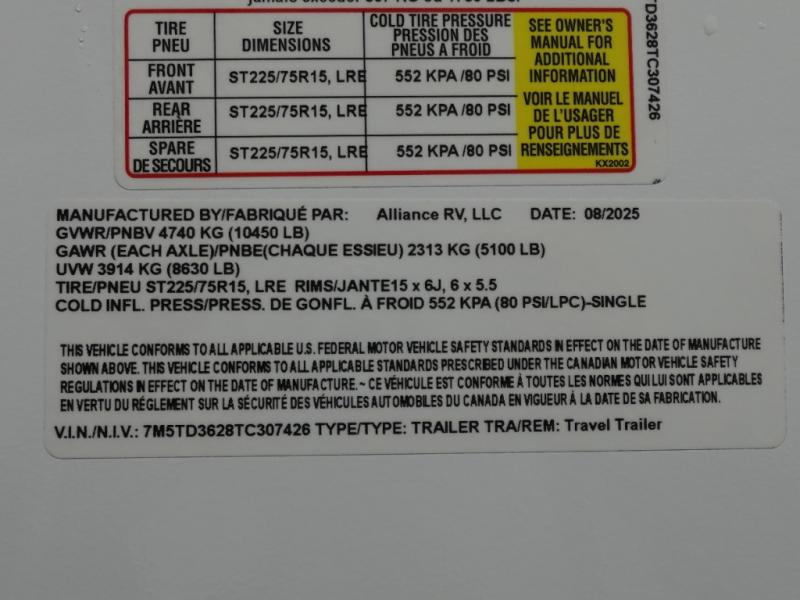 TIRE PNEU
SIZE DIMENSIONS
COLD TIRE PRESSURE PRESSION DES PNEUS A FROID
FRONT AVANT
ST225/75R15, LRE
552 KPA /80 PSI
REAR ARRIÈRE
ST225/75R15, LRE
552 KPA /80 PSI
SPARE DE SECOURS
ST225/75R15, LRE
552 KPA /80 PSI
SEE OWNER'S
MANUAL FOR
ADDITIONAL
INFORMATION
VOIR LE MANUEL
DE L'USAGER
POUR PLUS DE
RENSEIGNEMENTS
KX2002
TD3628TC307426
MANUFACTURED BY/FABRIQUÉ PAR: Alliance RV, LLC DATE: 08/2025
GVWR/PNBV 4740 KG (10450 LB)
GAWR (EACH AXLE)/PNBE(CHAQUE ESSIEU) 2313 KG (5100 LB)
UVW 3914 KG (8630 LB)
TIRE/PNEU ST225/75R15, LRE RIMS/JANTE15 x 6J, 6 x 5.5
COLD INFL. PRESS/PRESS. DE GONFL. À FROID 552 KPA (80 PSI/LPC)-SINGLE
THIS VEHICLE CONFORMS TO ALL APPLICABLE U.S. FEDERAL MOTOR VEHICLE SAFETY STANDARDS IN EFFECT ON THE DATE OF MANUFACTURE
SHOWN ABOVE. THIS VEHICLE CONFORMS TO ALL APPLICABLE STANDARDS PRESCRIBED UNDER THE CANADIAN MOTOR VEHICLE SAFETY
REGULATIONS IN EFFECT ON THE DATE OF MANUFACTURE.~ CE VÉHICULE EST CONFORME À TOUTES LES NORMES QUI LUI SONT APPLICABLES
EN VERTU DU RÉGLEMENT SUR LA SÉCURITÉ DES VÉHICULES AUTOMOBILES DU CANADA EN VIGUEUR À LA DATE DE SA FABRICATION.
V.I.N./N.I.V.: 7M5TD3628TC307426 TYPE/TYPE: TRAILER TRA/REM: Travel Trailer